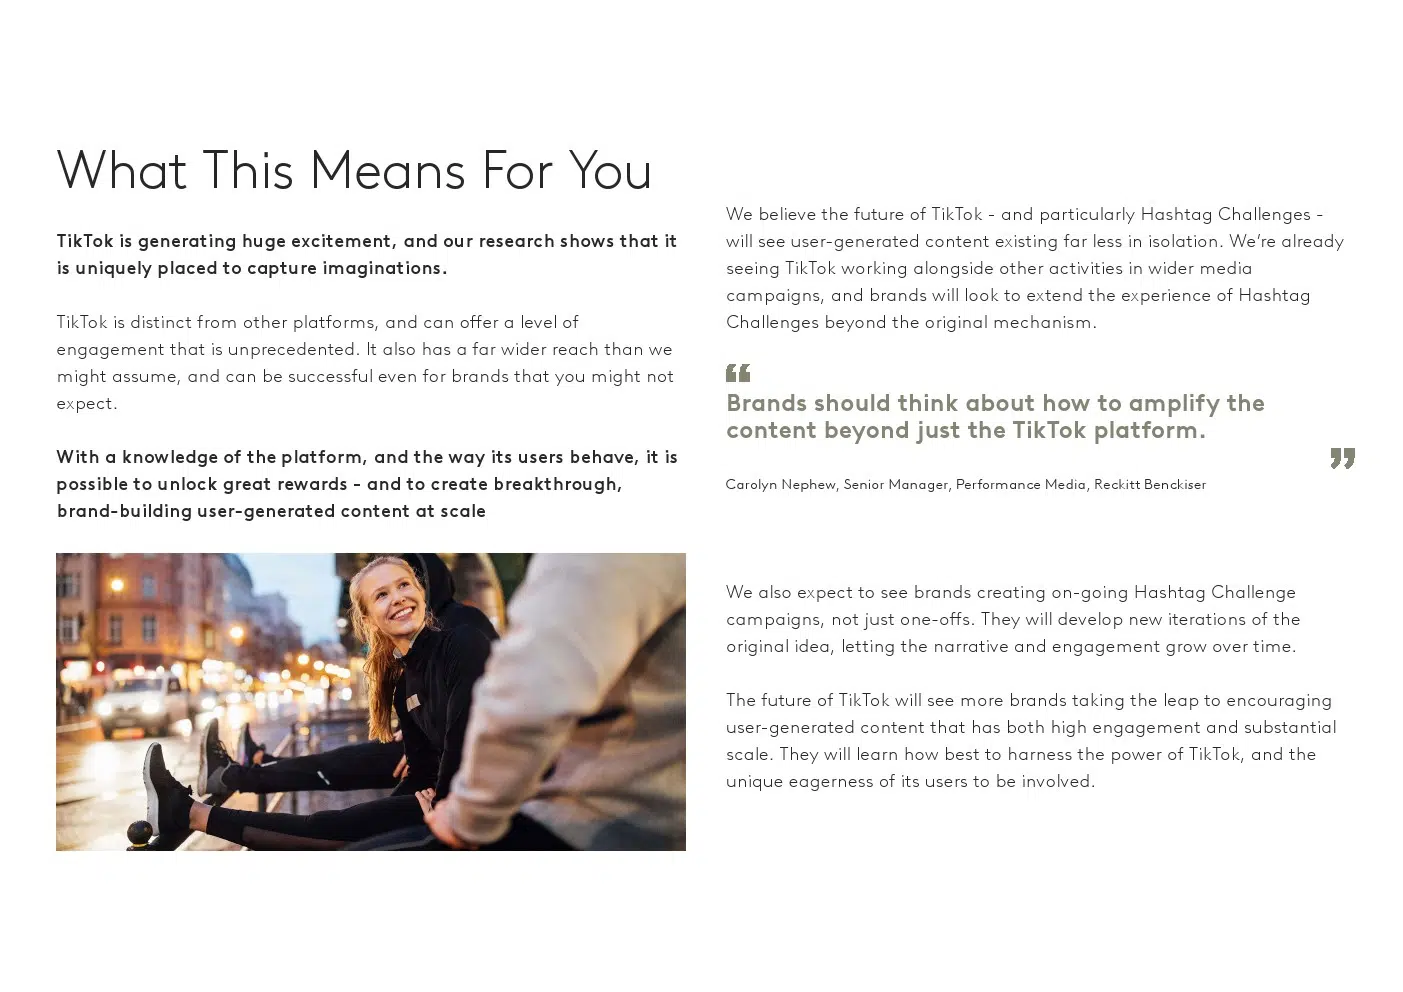 What This Means For You
TikTok is generating huge excitement, and our research shows that it
is uniquely placed to capture imaginations.
TikTok is distinct from other platforms, and can offer a level of
engagement that is unprecedented. It also has a far wider reach than we
might assume, and can be successful even for brands that you might not
expect.
With a knowledge of the platform, and the way its users behave, it is
possible to unlock great rewards - and to create breakthrough,
brand-building user-generated content at scale
We believe the future of TikTok - and particularly Hashtag Challenges -
will see user-generated content existing far less in isolation. We’re already
seeing TikTok working alongside other activities in wider media
campaigns, and brands will look to extend the experience of Hashtag
Challenges beyond the original mechanism.
“
Brands should think about how to amplify the
content beyond just the TikTok platform.
”
Carolyn Nephew, Senior Manager, Performance Media, Reckitt Benckiser
We also expect to see brands creating on-going Hashtag Challenge
campaigns, not just one-offs. They will develop new iterations of the
original idea, letting the narrative and engagement grow over time.
The future of TikTok will see more brands taking the leap to encouraging
user-generated content that has both high engagement and substantial
scale. They will learn how best to harness the power of TikTok, and the
unique eagerness of its users to be involved.